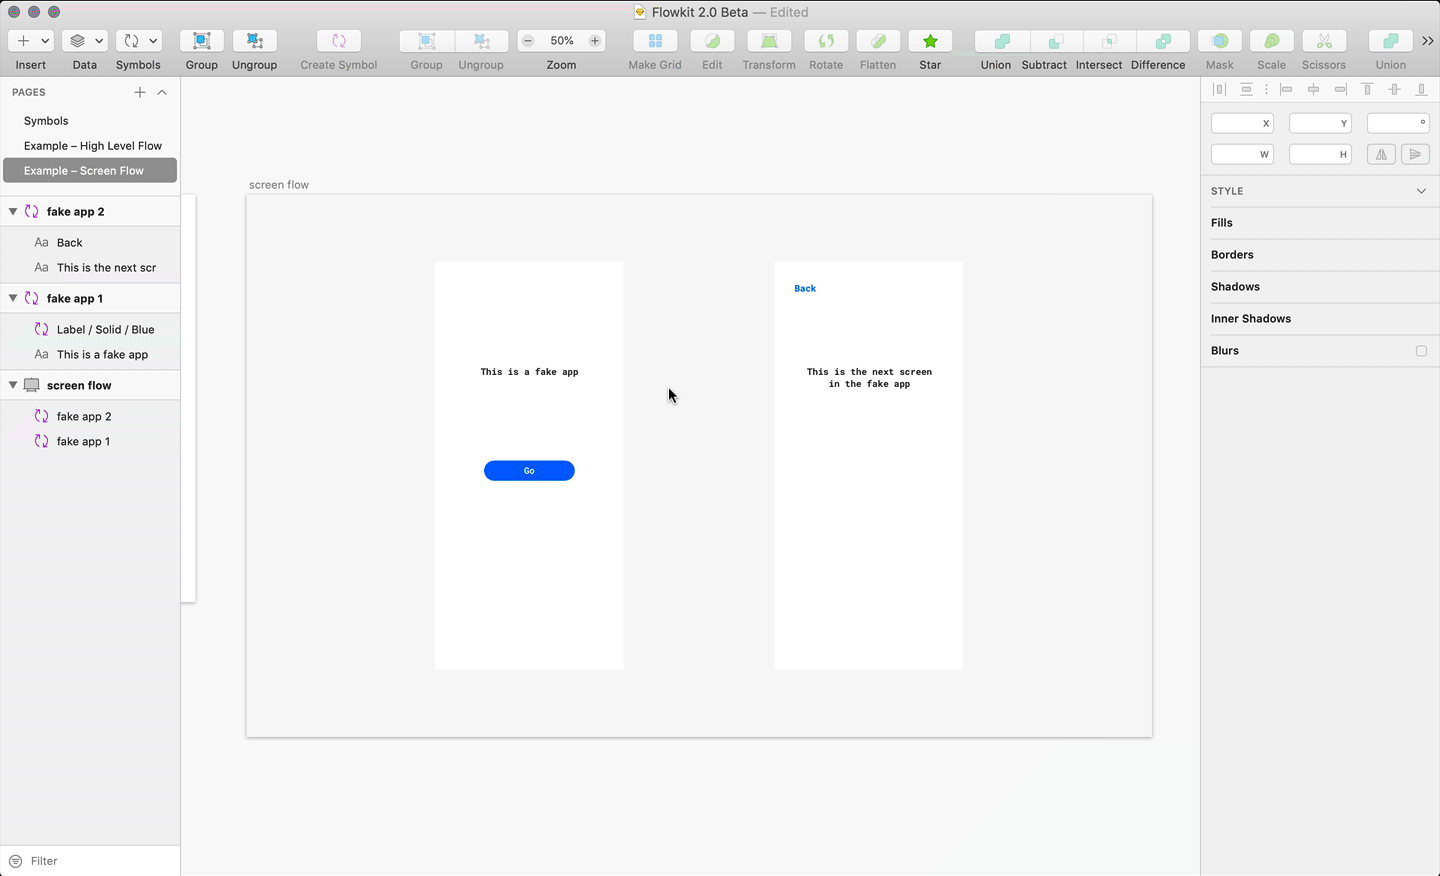 Flowkit 2.0 Beta — Edited
Insert
Data
Symbols
Group
Ungroup
Create Symbol
Group
Ungroup
50%
Zoom
Make Grid
Edit
Transform
Rotate
Flatten
Star
Union
Subtract
Intersect
Difference
Mask
Scale
Scissors
Union
PAGES
Symbols
Example – High Level Flow
Example – Screen Flow
fake app 2
Aa Back
Aa This is the next scr
fake app 1
Label / Solid / Blue
Aa This is a fake app
screen flow
fake app 2
fake app 1
Filter
screen flow
This is a fake app
Go
Back
This is the next screen
in the fake app
X
Y
°
W
H
STYLE
Fills
Borders
Shadows
Inner Shadows
Blurs